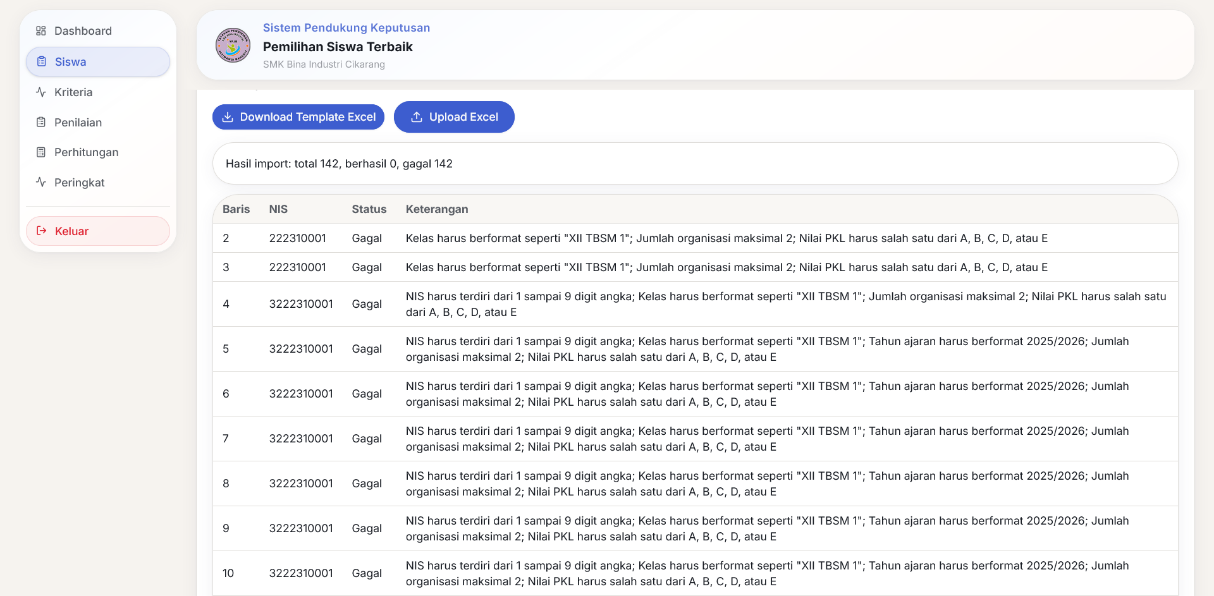 Dashboard
Siswa
Kriteria
Penilaian
Perhitungan
Peringkat
Keluar
Sistem Pendukung Keputusan
Pemilihan Siswa Terbaik
SMK Bina Industri Cikarang
Download Template Excel
Upload Excel
Hasil import: total 142, berhasil 0, gagal 142
Baris NIS Status Keterangan
2 222310001 Gagal Kelas harus berformat seperti "XII TBSM 1"; Jumlah organisasi maksimal 2; Nilai PKL harus salah satu dari A, B, C, D, atau E
3 222310001 Gagal Kelas harus berformat seperti "XII TBSM 1"; Jumlah organisasi maksimal 2; Nilai PKL harus salah satu dari A, B, C, D, atau E
4 3222310001 Gagal NIS harus terdiri dari 1 sampai 9 digit angka; Kelas harus berformat seperti "XII TBSM 1"; Jumlah organisasi maksimal 2; Nilai PKL harus salah satu
dari A, B, C, D, atau E
5 3222310001 Gagal NIS harus terdiri dari 1 sampai 9 digit angka; Kelas harus berformat seperti "XII TBSM 1"; Tahun ajaran harus berformat 2025/2026; Jumlah
organisasi maksimal 2; Nilai PKL harus salah satu dari A, B, C, D, atau E
6 3222310001 Gagal NIS harus terdiri dari 1 sampai 9 digit angka; Kelas harus berformat seperti "XII TBSM 1"; Tahun ajaran harus berformat 2025/2026; Jumlah
organisasi maksimal 2; Nilai PKL harus salah satu dari A, B, C, D, atau E
7 3222310001 Gagal NIS harus terdiri dari 1 sampai 9 digit angka; Kelas harus berformat seperti "XII TBSM 1"; Tahun ajaran harus berformat 2025/2026; Jumlah
organisasi maksimal 2; Nilai PKL harus salah satu dari A, B, C, D, atau E
8 3222310001 Gagal NIS harus terdiri dari 1 sampai 9 digit angka; Kelas harus berformat seperti "XII TBSM 1"; Tahun ajaran harus berformat 2025/2026; Jumlah
organisasi maksimal 2; Nilai PKL harus salah satu dari A, B, C, D, atau E
9 3222310001 Gagal NIS harus terdiri dari 1 sampai 9 digit angka; Kelas harus berformat seperti "XII TBSM 1"; Tahun ajaran harus berformat 2025/2026; Jumlah
organisasi maksimal 2; Nilai PKL harus salah satu dari A, B, C, D, atau E
10 3222310001 Gagal NIS harus terdiri dari 1 sampai 9 digit angka; Kelas harus berformat seperti "XII TBSM 1"; Tahun ajaran harus berformat 2025/2026; Jumlah
organisasi maksimal 2; Nilai PKL harus salah satu dari A, B, C, D, atau E